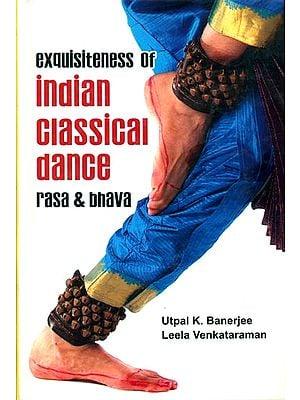 exquisiteness of
indian
classical
dance
rasa & bhava
Utpal K. Banerjee
Leela Venkataraman